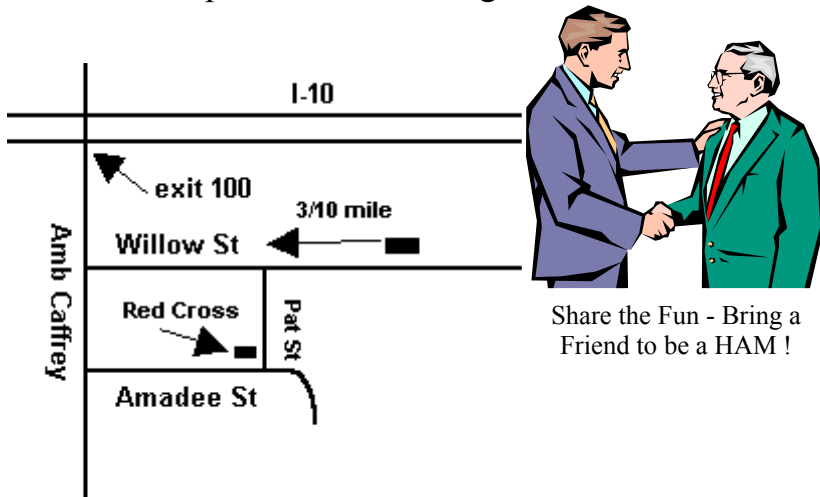 I-10
exit 100
3/10 mile
Willow St
Amb Caffrey
Red Cross
Pat St
Amadee St
Share the Fun - Bring a
Friend to be a HAM !